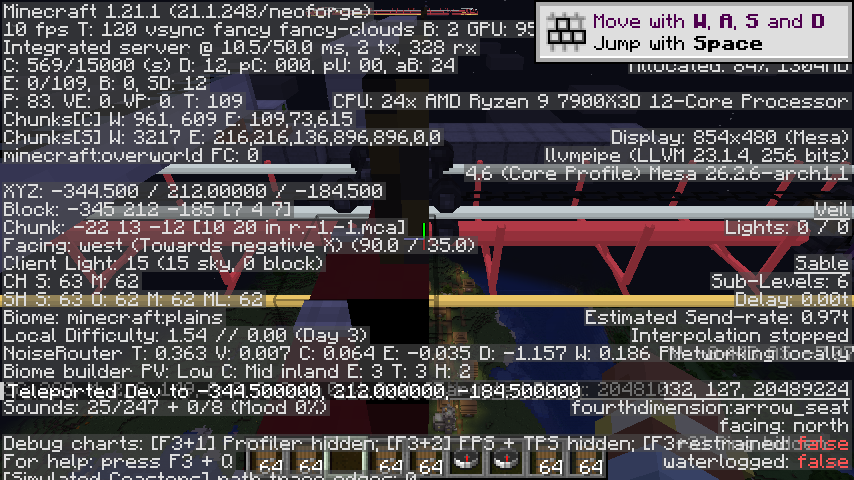 Minecraft 1.21.1 (21.1.248/neoforge)
10 fps T: 120 vsync fancy fancy-clouds B: 2 GPU: 95
Integrated server @ 10.5/50.0 ms, 2 tx, 328 rx
C: 569/15000 (s) D: 12, pC: 000, pU: 00, aB: 24
E: 0/109, B: 0, SD: 12
P: 83. VE: 0. VP: 0. T: 109
Chunks[C] W: 961, 609 E: 109,73,615
Chunks[S] W: 3217 E: 216,216,136,896,896,0,0
minecraft:overworld FC: 0
XYZ: -344.500 / 212.00000 / -184.500
Block: -345 212 -185 [7 4 7]
Chunk: -22 13 -12 [10 20 in r.-1.-1.mca]
Facing: west (Towards negative X) (90.0 / 35.0)
Client Light: 15 (15 sky, 0 block)
CH S: 63 M: 62
SH S: 63 O: 62 M: 62 ML: 62
Biome: minecraft:plains
Local Difficulty: 1.54 // 0.00 (Day 3)
NoiseRouter T: 0.363 V: 0.007 C: 0.064 E: -0.035 D: -1.157 W: 0.186
Biome builder PV: Low C: Mid inland E: 3 T: 3 H: 2
Teleported Dev to -344.500000, 212.000000, -184.500000
Sounds: 25/247 + 0/8 (Mood 0%)
Debug charts: [F3+1] Profiler hidden; [F3+2] FPS + TPS hidden; [F3
For help: press F3 + Q
[Simulated Coasters]
Move with W, A, S and D
Jump with Space
Allocated: 84% 1304MB
CPU: 24x AMD Ryzen 9 7900X3D 12-Core Processor
Display: 854x480 (Mesa)
llvmpipe (LLVM 23.1.4, 256 bits)
4.6 (Core Profile) Mesa 26.2.6-arch1.1
Veil
Lights: 0 / 0
Sable
Sub-Levels: 6
Delay: 0.00t
Estimated Send-rate: 0.97t
Interpolation stopped
20481032, 127, 20489224
fourthdimension:arrow_seat
facing: north
restrained: false
waterlogged: false
64 64 64 64 64 64